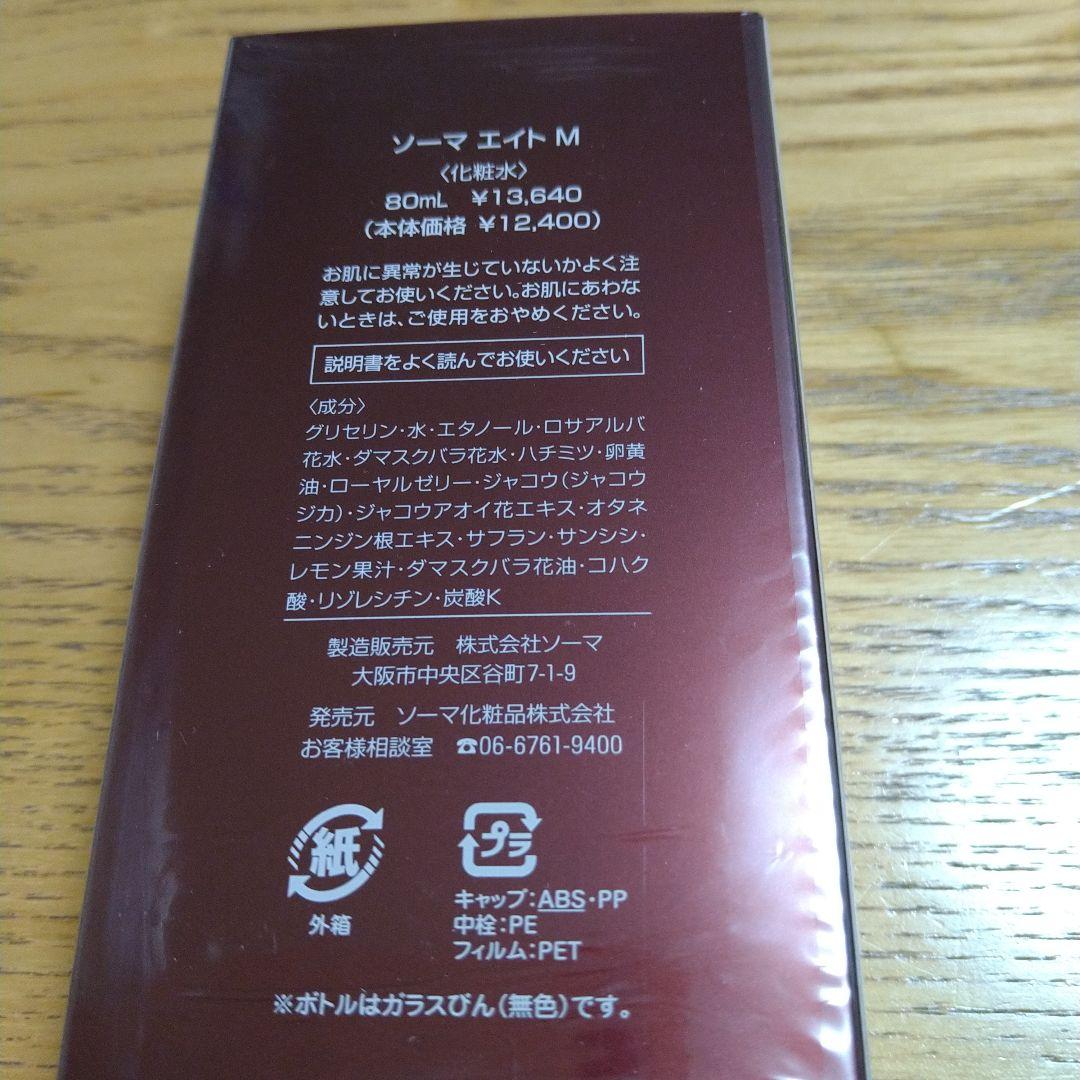 ソーマ エイト M
〈化粧水〉
80mL ¥13,640
(本体価格 ¥12,400)
お肌に異常が生じていないかよく注
意してお使いください。お肌にあわな
いときは、ご使用をおやめください。
説明書をよく読んでお使いください
〈成分〉
グリセリン・水・エタノール・ロサアルバ
花水・ダマスクバラ花水・ハチミツ・卵黄
油・ローヤルゼリー・ジャコウ(ジャコウ
ジカ)・ジャコウアオイ花エキス・オタネ
ニンジン根エキス・サフラン・サンシシ・
レモン果汁・ダマスクバラ花油・コハク
酸・リゾレシチン・炭酸K
製造販売元 株式会社ソーマ
大阪市中央区谷町7-1-9
発売元 ソーマ化粧品株式会社
お客様相談室 ☎06-6761-9400
紙
外箱
プラ
キャップ:ABS・PP
中栓:PE
フィルム:PET
※ボトルはガラスびん(無色)です。